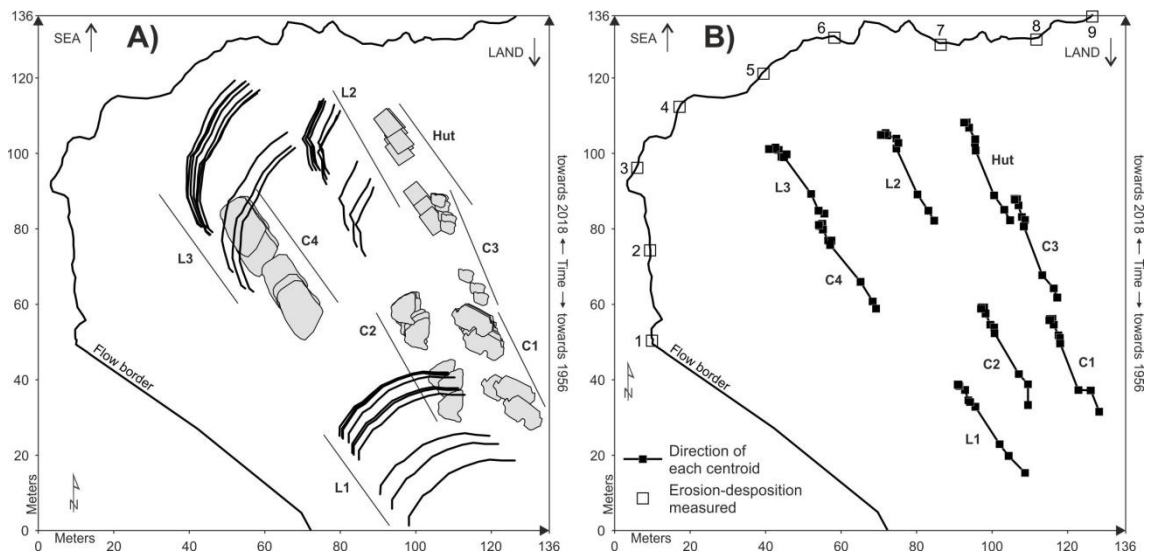 136
120
100
80
60
40
20
Meters
0
SEA
A)
LAND
L2
Hut
L3
C4
C3
C2
C1
L1
Flow border
N
0
Meters
20
40
60
80
100
120
136
towards 2018 ← Time → towards 1956
136
120
100
80
60
40
20
Meters
0
SEA
B)
LAND
1
2
3
4
5
6
7
8
9
L3
L2
Hut
C4
C3
C2
C1
L1
Flow border
N
Direction of
each centroid
Erosion-desposition
measured
0
Meters
20
40
60
80
100
120
136
towards 2018 ← Time → towards 1956